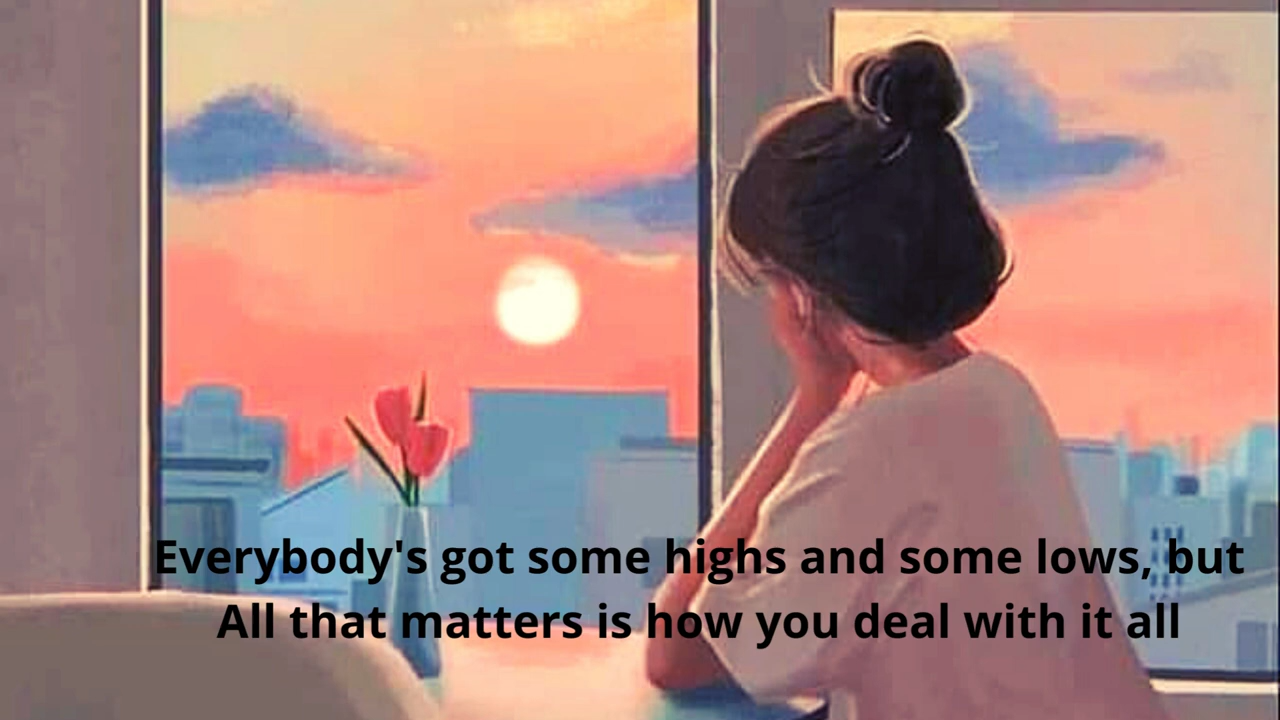 Everybody's got some highs and some lows, but
All that matters is how you deal with it all